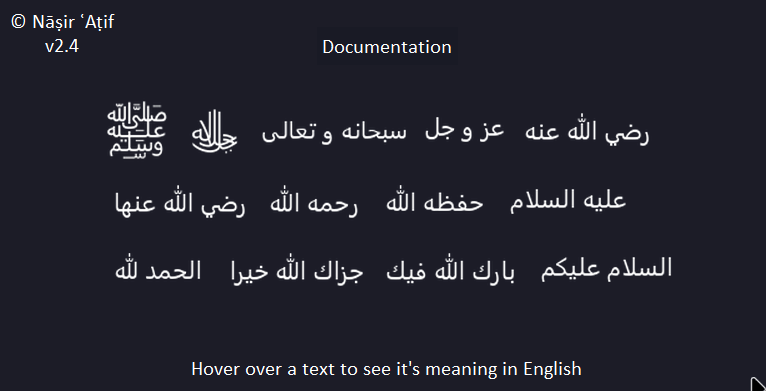 © Nāṣir ʿAṭif
v2.4
Documentation
رضي الله عنه عز و جل سبحانه و تعالى ﷻ ﷺ
عليه السلام حفظه الله رحمه الله رضي الله عنها
السلام عليكم بارك الله فيك جزاك الله خيرا الحمد لله
Hover over a text to see it's meaning in English